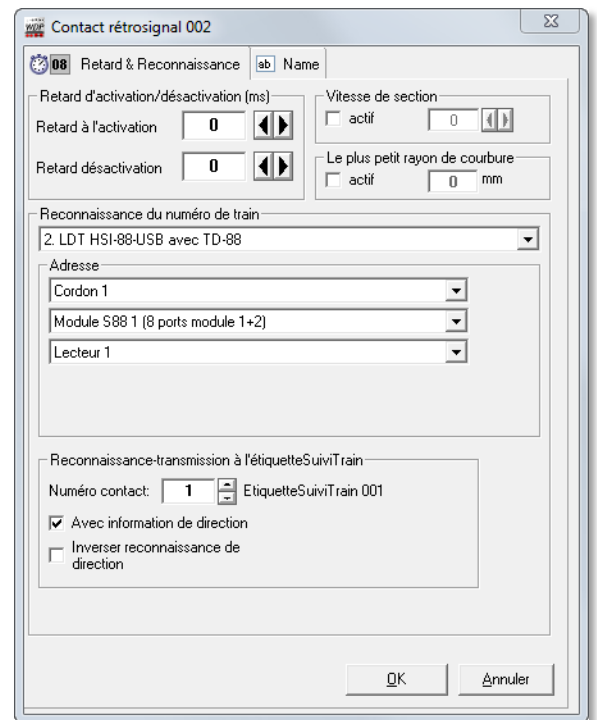 WDP Contact rétrosignal 002
08 Retard & Reconnaissance ab Name
Retard d'activation/désactivation (ms)
Retard à l'activation 0
Retard désactivation 0
Vitesse de section
actif 0
Le plus petit rayon de courbure
actif 0 mm
Reconnaissance du numéro de train
2. LDT HSI-88-USB avec TD-88
Adresse
Cordon 1
Module S88 1 (8 ports module 1+2)
Lecteur 1
Reconnaissance-transmission à l'étiquetteSuiviTrain
Numéro contact: 1 EtiquetteSuiviTrain 001
Avec information de direction
Inverser reconnaissance de
direction
OK Annuler